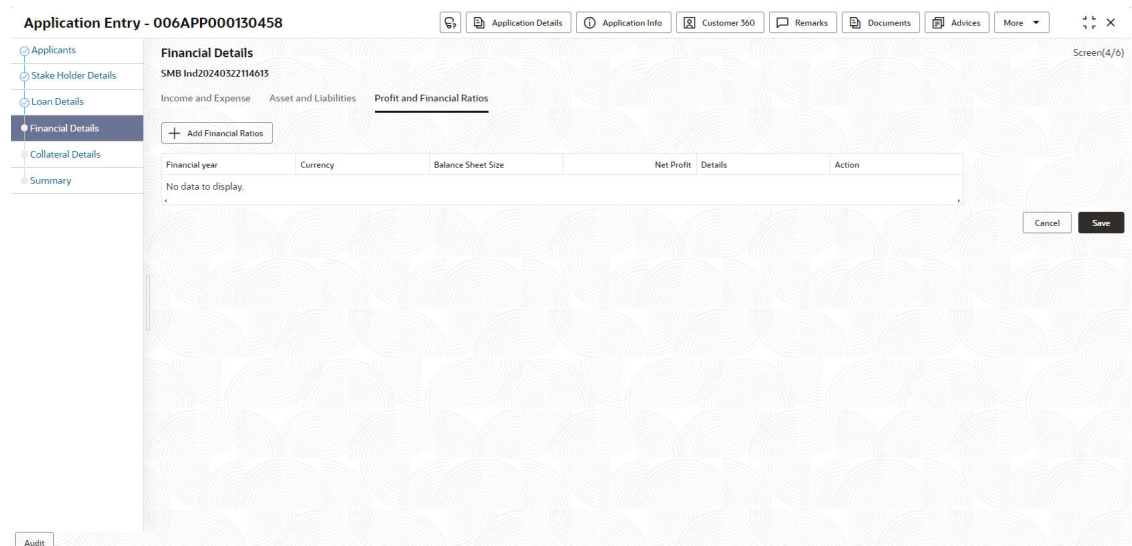 Application Entry - 006APP000130458
Application Details
Application Info
Customer 360
Remarks
Documents
Advices
More
Applicants
Stake Holder Details
Loan Details
Financial Details
Collateral Details
Summary
Financial Details
Screen(4/6)
SMB Ind20240322114613
Income and Expense Asset and Liabilities Profit and Financial Ratios
Add Financial Ratios
Financial year Currency Balance Sheet Size Net Profit Details Action
No data to display.
Cancel Save
Audit